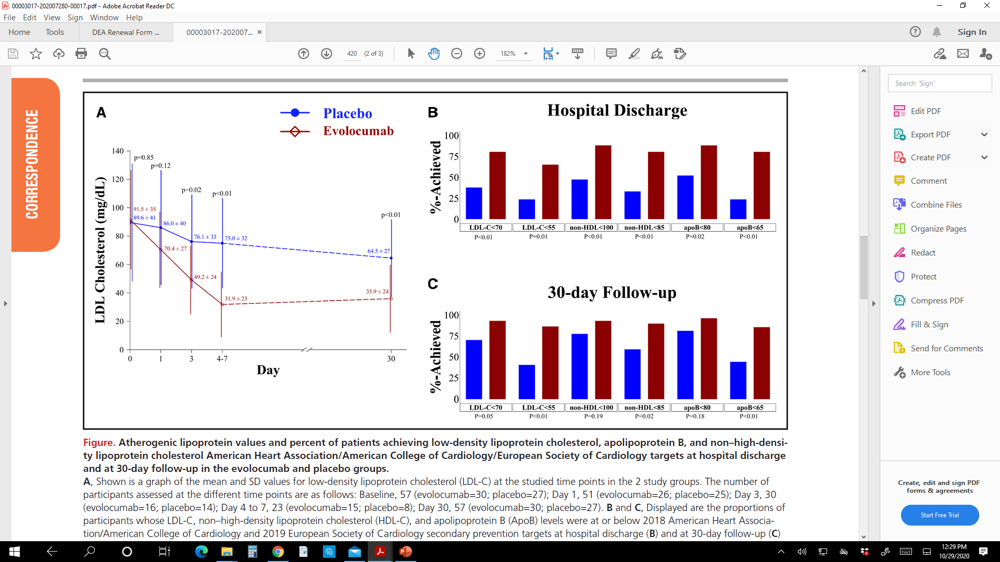 00003017-202007280-00017.pdf - Adobe Acrobat Reader DC
File Edit View Sign Window Help
Home Tools DEA Renewal Form ... 00003017-202007... × Sign In
420 (2 of 3) 182%
CORRESPONDENCE
A
Placebo
Evolocumab
LDL Cholesterol (mg/dL)
140
120
100
80
60
40
20
0
p=0.85
p=0.12
p=0.02
p<0.01
p<0.01
91.5 ± 35
89.6 ± 41
86.0 ± 40
76.1 ± 33
75.0 ± 32
64.5 ± 27
70.4 ± 27
49.2 ± 24
31.9 ± 23
35.9 ± 24
0 1 3 4-7 30
Day
B
Hospital Discharge
%-Achieved
100
75
50
25
0
LDL-C<70 LDL-C<55 non-HDL<100 non-HDL<85 apoB<80 apoB<65
P<0.01 P=0.01 P<0.01 P<0.01 P=0.02 P<0.01
C
30-day Follow-up
%-Achieved
100
75
50
25
0
LDL-C<70 LDL-C<55 non-HDL<100 non-HDL<85 apoB<80 apoB<65
P=0.05 P<0.01 P=0.19 P=0.02 P=0.18 P<0.01
Figure. Atherogenic lipoprotein values and percent of patients achieving low-density lipoprotein cholesterol, apolipoprotein B, and non–high-densi-
ty lipoprotein cholesterol American Heart Association/American College of Cardiology/European Society of Cardiology targets at hospital discharge
and at 30-day follow-up in the evolocumab and placebo groups.
A, Shown is a graph of the mean and SD values for low-density lipoprotein cholesterol (LDL-C) at the studied time points in the 2 study groups. The number of
participants assessed at the different time points are as follows: Baseline, 57 (evolocumab=30; placebo=27); Day 1, 51 (evolocumab=26; placebo=25); Day 3, 30
(evolocumab=16; placebo=14); Day 4 to 7, 23 (evolocumab=15; placebo=8); Day 30, 57 (evolocumab=30; placebo=27). B and C, Displayed are the proportions of
participants whose LDL-C, non–high-density lipoprotein cholesterol (HDL-C), and apolipoprotein B (ApoB) levels were at or below 2018 American Heart Associa-
tion/American College of Cardiology and 2019 European Society of Cardiology secondary prevention targets at hospital discharge (B) and at 30-day follow-up (C)
Search 'Sign'
Edit PDF
Export PDF
Create PDF
Comment
Combine Files
Organize Pages
Redact
Protect
Compress PDF
Fill & Sign
Send for Comments
More Tools
Create, edit and sign PDF
forms & agreements
Start Free Trial
12:29 PM
10/29/2020